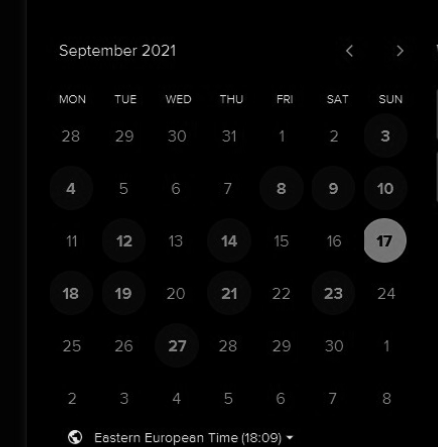 September 2021
MON TUE WED THU FRI SAT SUN
28 29 30 31 1 2 3
4 5 6 7 8 9 10
11 12 13 14 15 16 17
18 19 20 21 22 23 24
25 26 27 28 29 30 1
2 3 4 5 6 7 8
Eastern European Time (18:09)